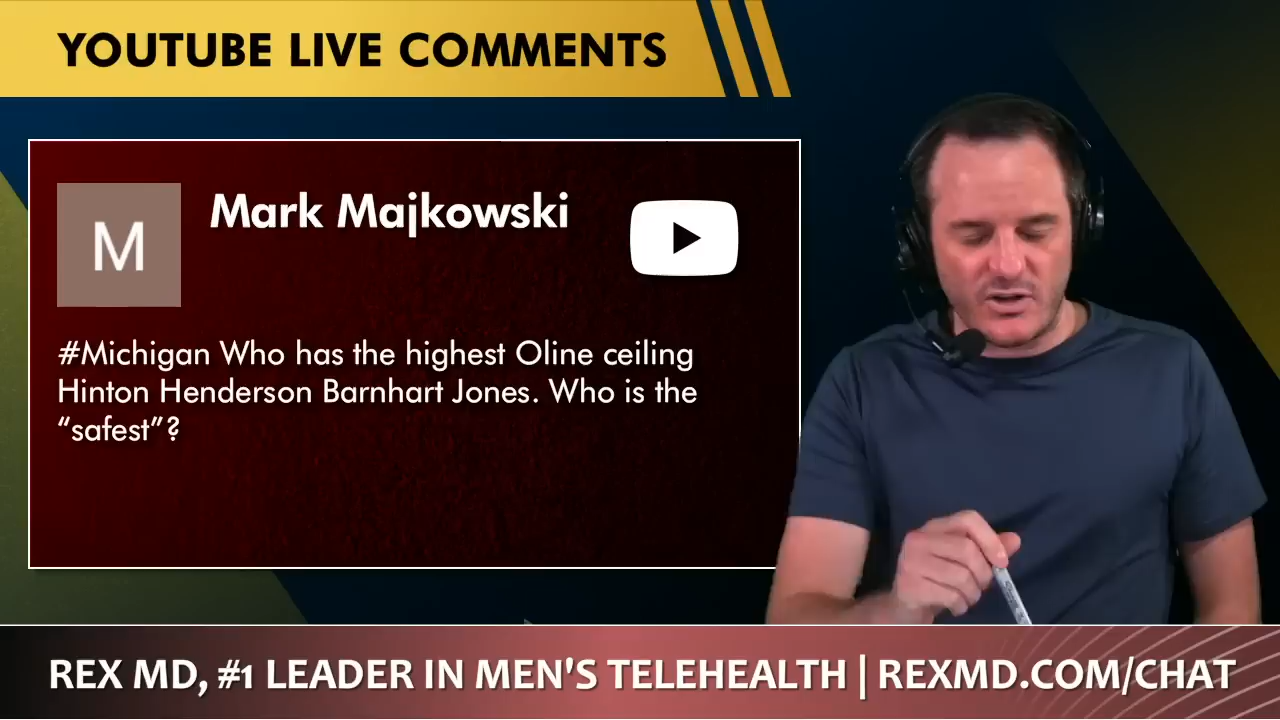 YOUTUBE LIVE COMMENTS
M
Mark Majkowski
#Michigan Who has the highest Oline ceiling
Hinton Henderson Barnhart Jones. Who is the
“safest”?
REX MD, #1 LEADER IN MEN'S TELEHEALTH | REXMD.COM/CHAT